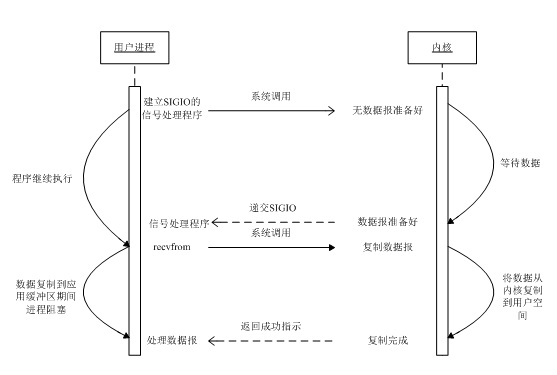 用户进程
内核
建立SIGIO的
信号处理程序
系统调用
无数据报准备好
程序继续执行
等待数据
递交SIGIO
信号处理程序
数据报准备好
系统调用
recvfrom
复制数据报
数据复制到应
用缓冲区期间
进程阻塞
将数据从
内核复制
到用户空
间
返回成功指示
处理数据报
复制完成